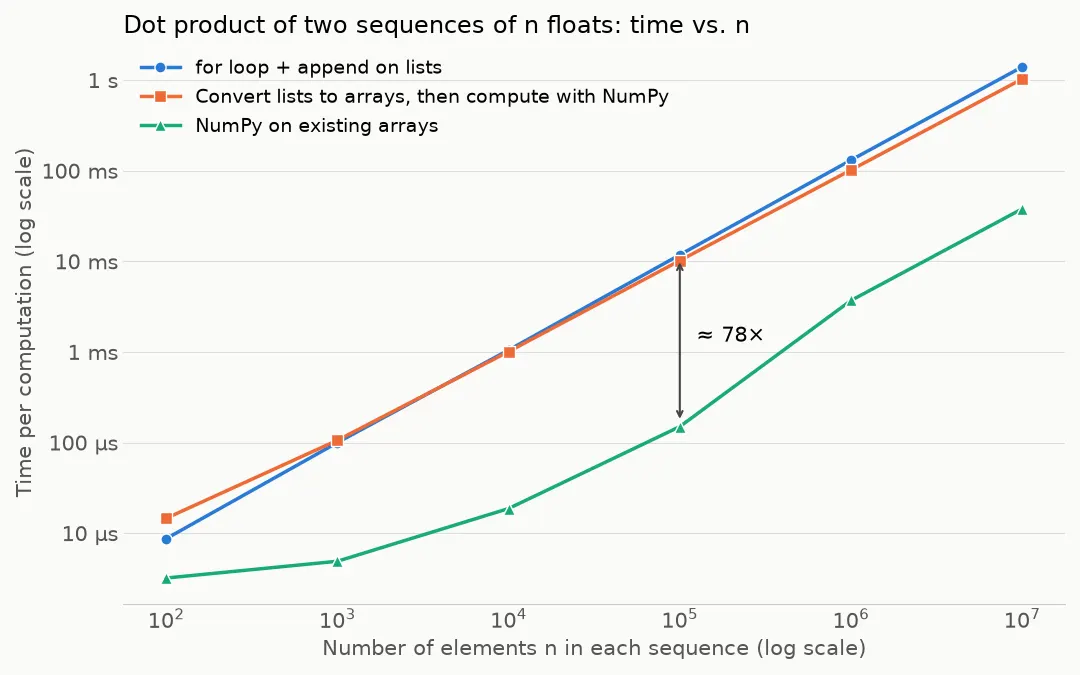 Dot product of two sequences of n floats: time vs. n
for loop + append on lists
Convert lists to arrays, then compute with NumPy
NumPy on existing arrays
Time per computation (log scale)
1 s
100 ms
10 ms
1 ms
100 µs
10 µs
≈ 78×
10² 10³ 10⁴ 10⁵ 10⁶ 10⁷
Number of elements n in each sequence (log scale)